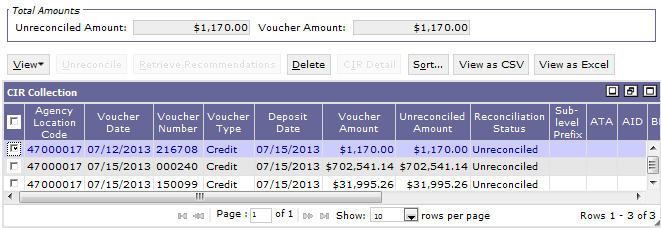 Total Amounts
Unreconciled Amount: $1,170.00 Voucher Amount: $1,170.00
View Unreconcile Retrieve Recommendations Delete CIR Detail Sort... View as CSV View as Excel
CIR Collection
Agency Location Code Voucher Date Voucher Number Voucher Type Deposit Date Voucher Amount Unreconciled Amount Reconciliation Status Sub-level Prefix ATA AID
47000017 07/12/2013 216708 Credit 07/15/2013 $1,170.00 $1,170.00 Unreconciled
47000017 07/15/2013 000240 Credit 07/15/2013 $702,541.14 $702,541.14 Unreconciled
47000017 07/15/2013 150099 Credit 07/15/2013 $31,995.26 $31,995.26 Unreconciled
Page : 1 of 1 Show: 10 rows per page Rows 1 - 3 of 3